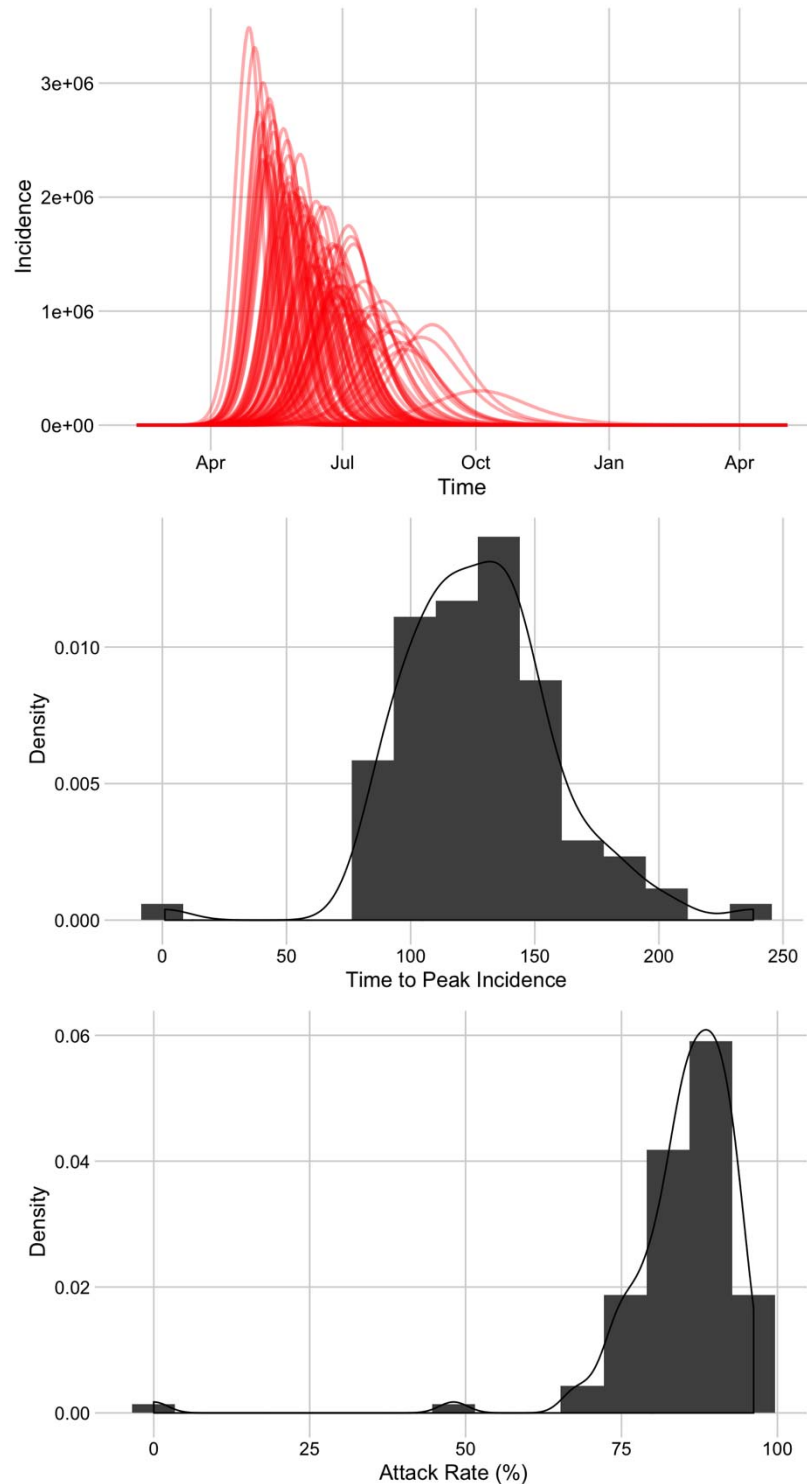 3e+06
2e+06
1e+06
0e+00
Incidence
Apr Jul Oct Jan Apr
Time
0.010
0.005
0.000
Density
0 50 100 150 200 250
Time to Peak Incidence
0.06
0.04
0.02
0.00
Density
0 25 50 75 100
Attack Rate (%)